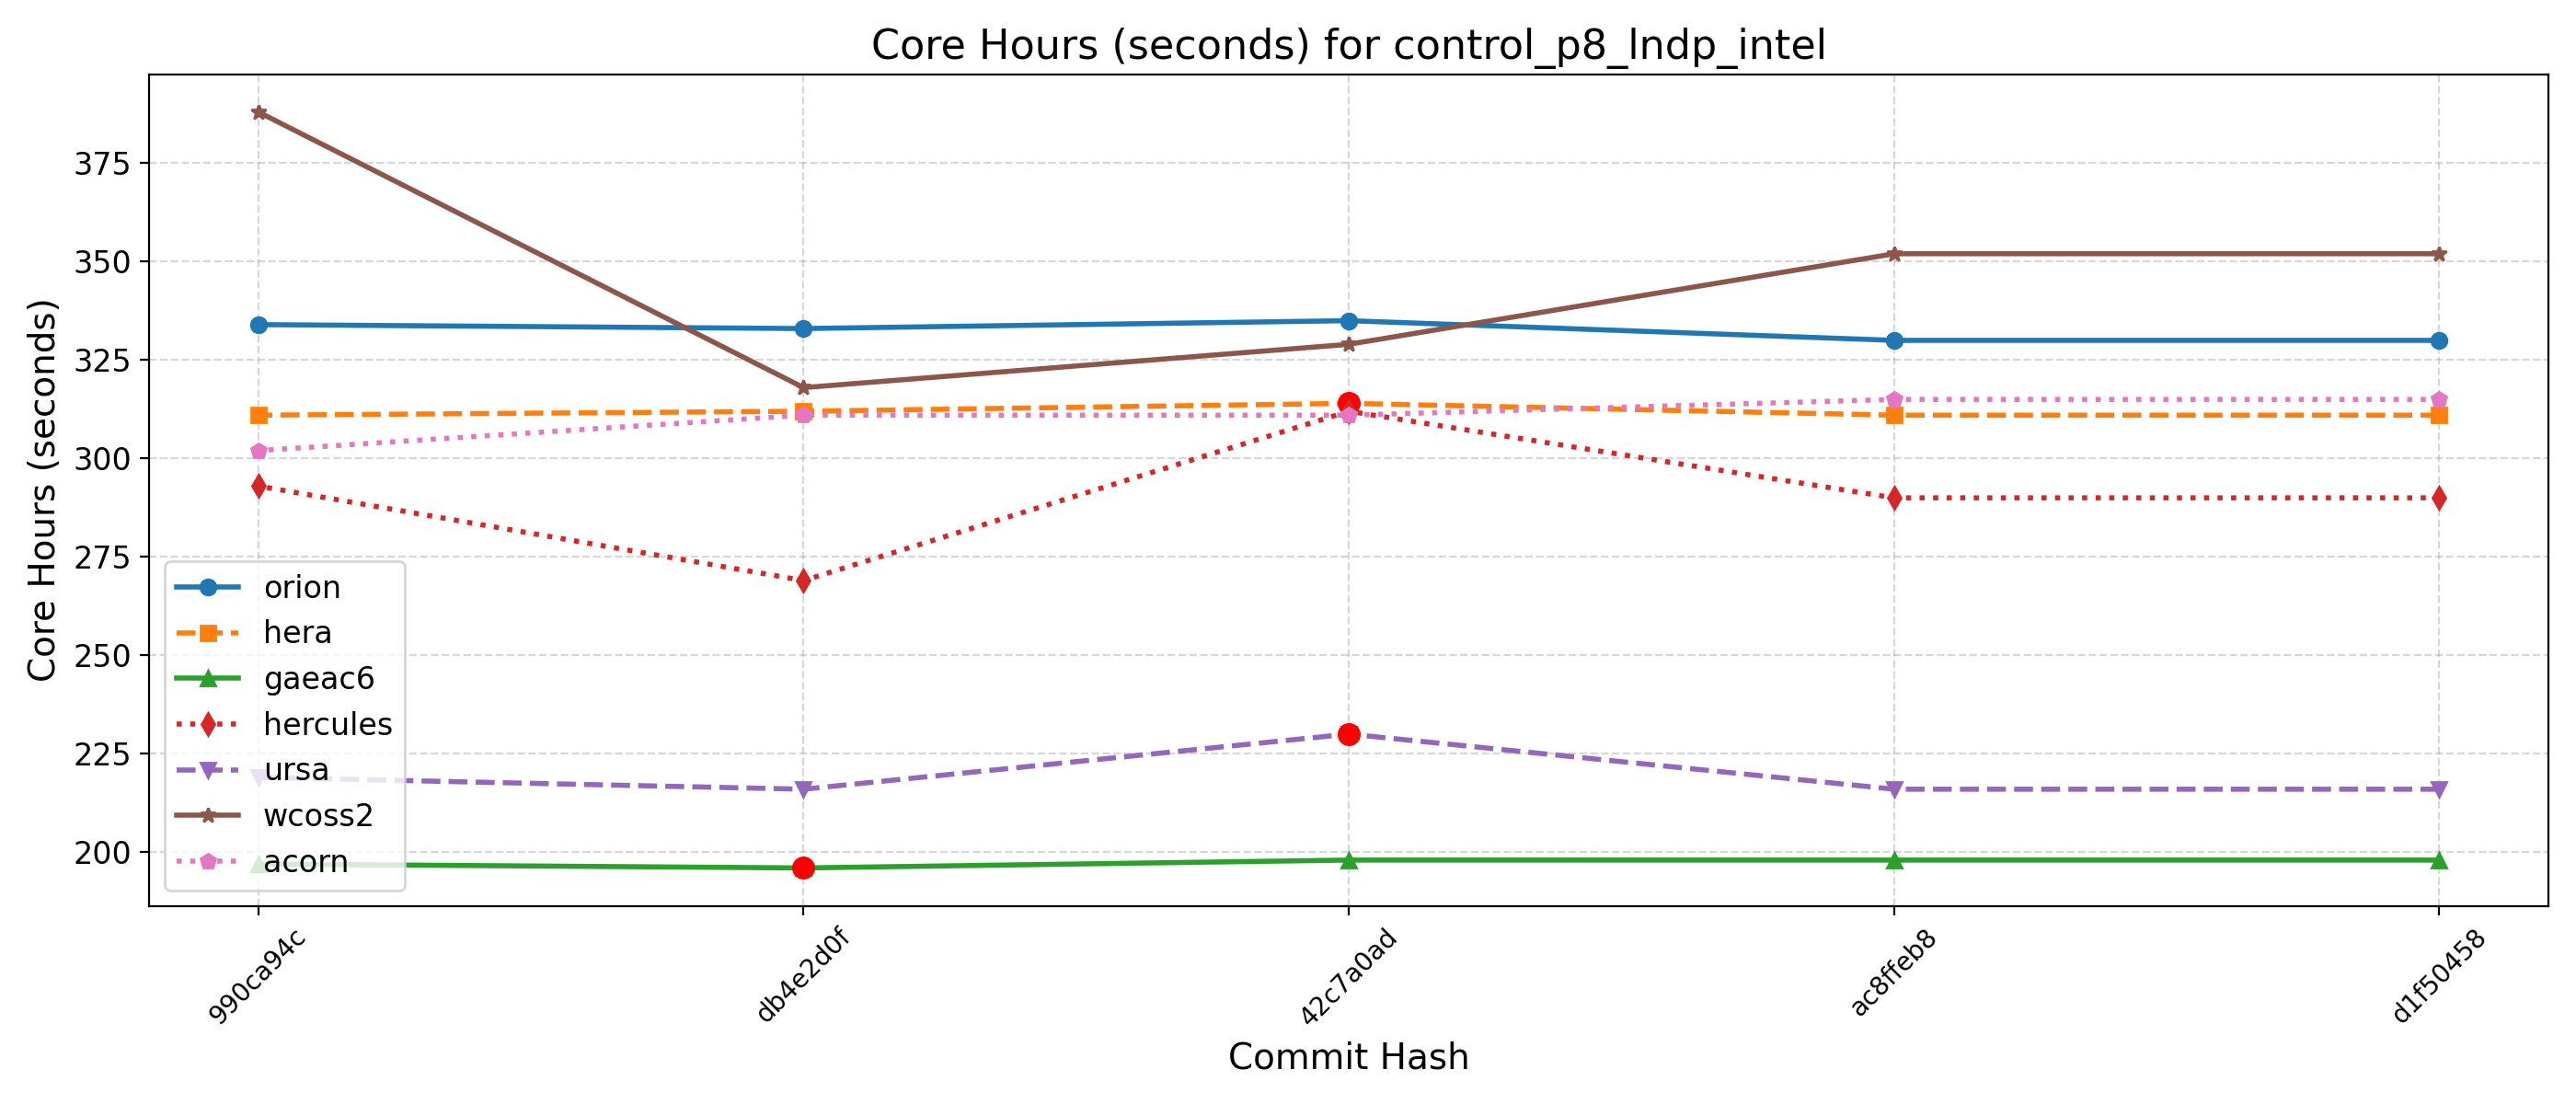 Core Hours (seconds) for control_p8_lndp_intel
Core Hours (seconds)
375
350
325
300
275
250
225
200
orion
hera
gaeac6
hercules
ursa
wcoss2
acorn
990ca94c
db4e2d0f
42c7a0ad
ac8ffeb8
d1f50458
Commit Hash